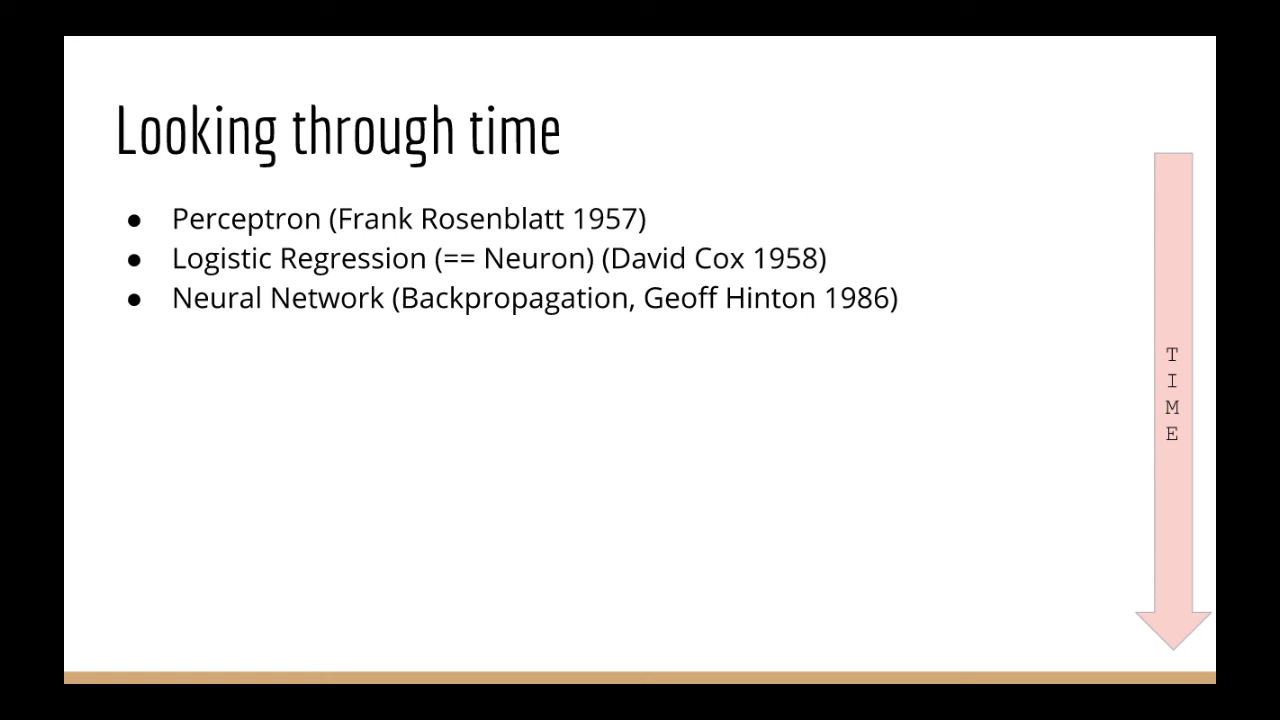 Looking through time
● Perceptron (Frank Rosenblatt 1957)
● Logistic Regression (== Neuron) (David Cox 1958)
● Neural Network (Backpropagation, Geoff Hinton 1986)
T
I
M
E